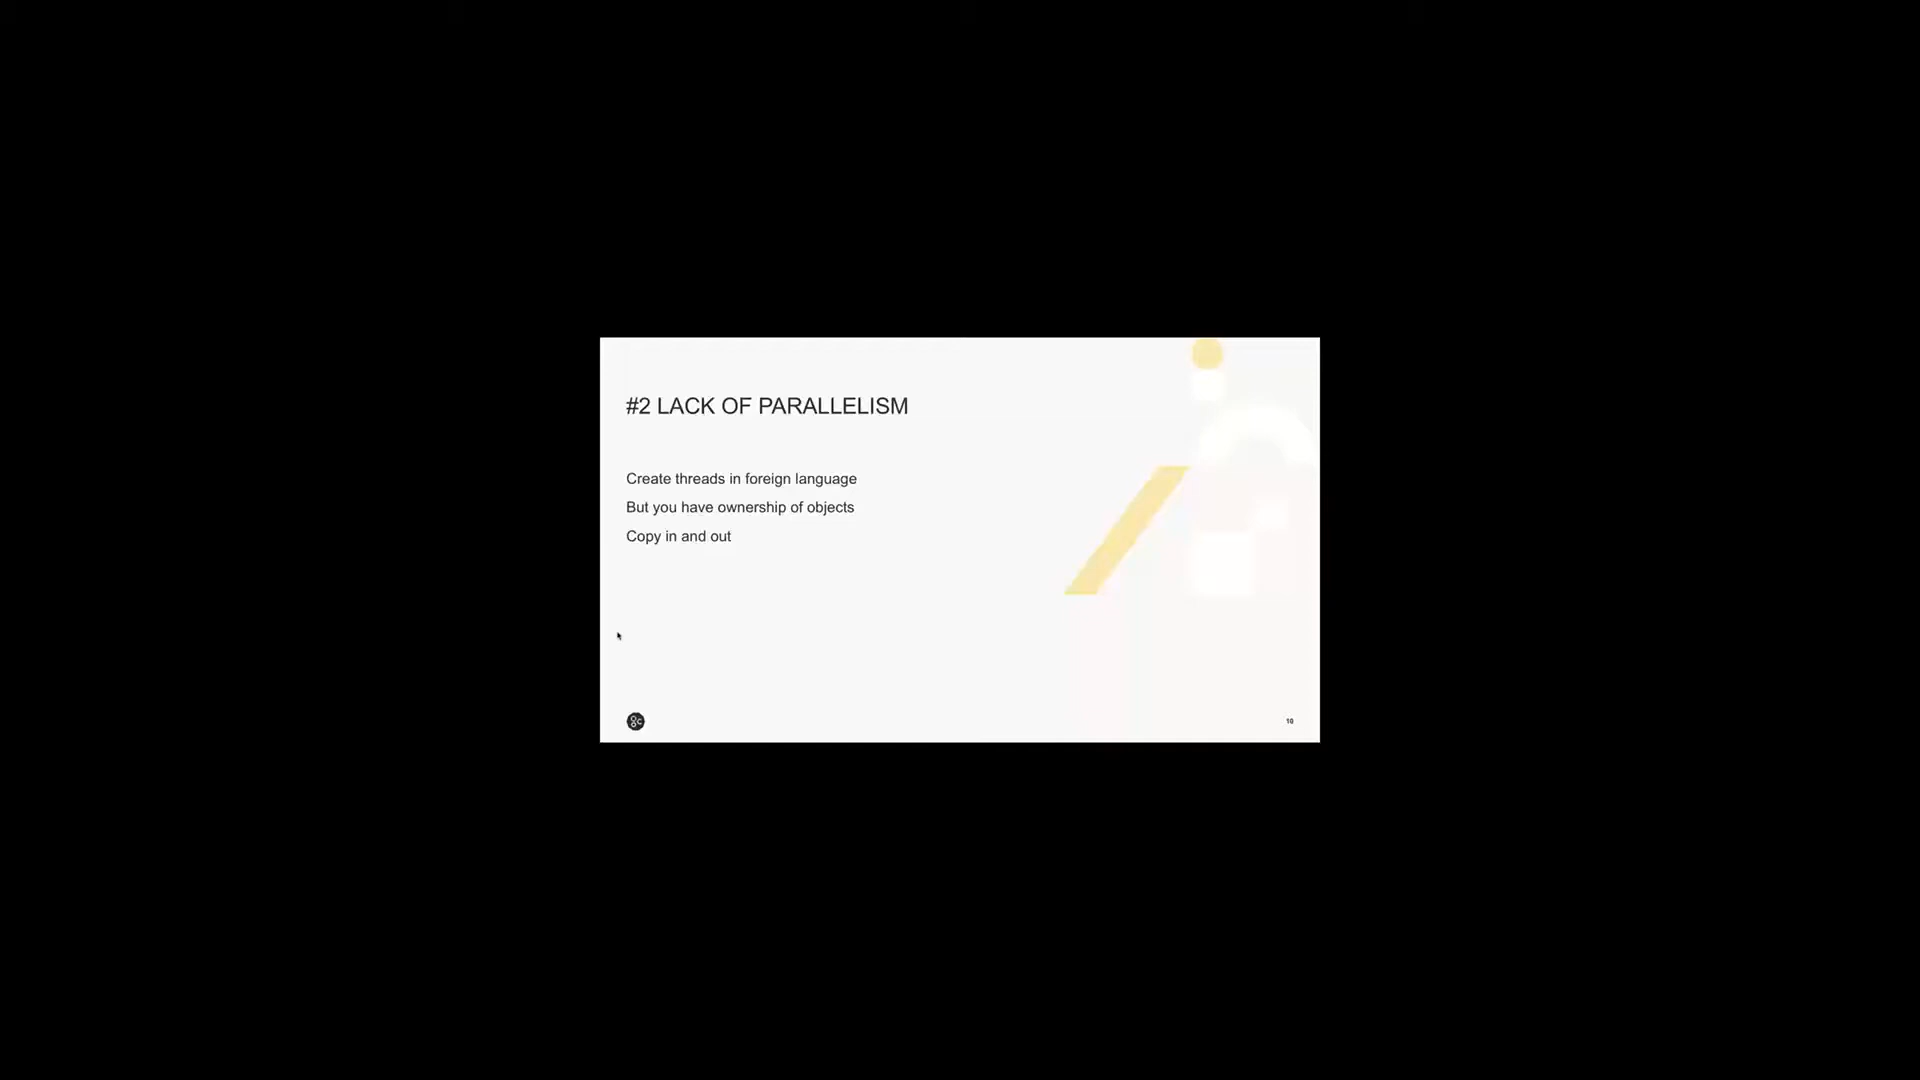 #2 LACK OF PARALLELISM
Create threads in foreign language
But you have ownership of objects
Copy in and out
10